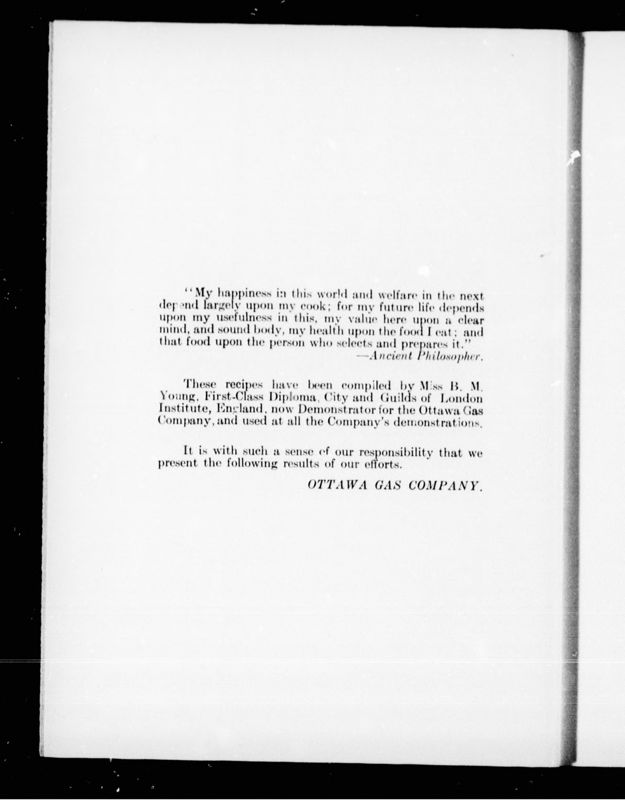 "My happiness in this world and welfare in the next
depend largely upon my cook; for my future life depends
upon my usefulness in this, my value here upon a clear
mind, and sound body, my health upon the food I eat; and
that food upon the person who selects and prepares it."
—Ancient Philosopher.
These recipes have been compiled by Miss B. M.
Young, First-Class Diploma, City and Guilds of London
Institute, England, now Demonstrator for the Ottawa Gas
Company, and used at all the Company's demonstrations.
It is with such a sense of our responsibility that we
present the following results of our efforts.
OTTAWA GAS COMPANY.